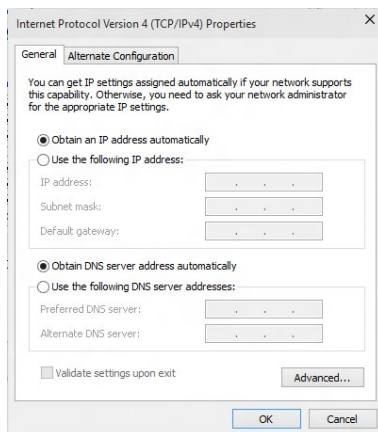 Internet Protocol Version 4 (TCP/IPv4) Properties
General
Alternate Configuration
You can get IP settings assigned automatically if your network supports
this capability. Otherwise, you need to ask your network administrator
for the appropriate IP settings.
Obtain an IP address automatically
Use the following IP address:
IP address:
Subnet mask:
Default gateway:
Obtain DNS server address automatically
Use the following DNS server addresses:
Preferred DNS server:
Alternate DNS server:
Validate settings upon exit
Advanced...
OK
Cancel